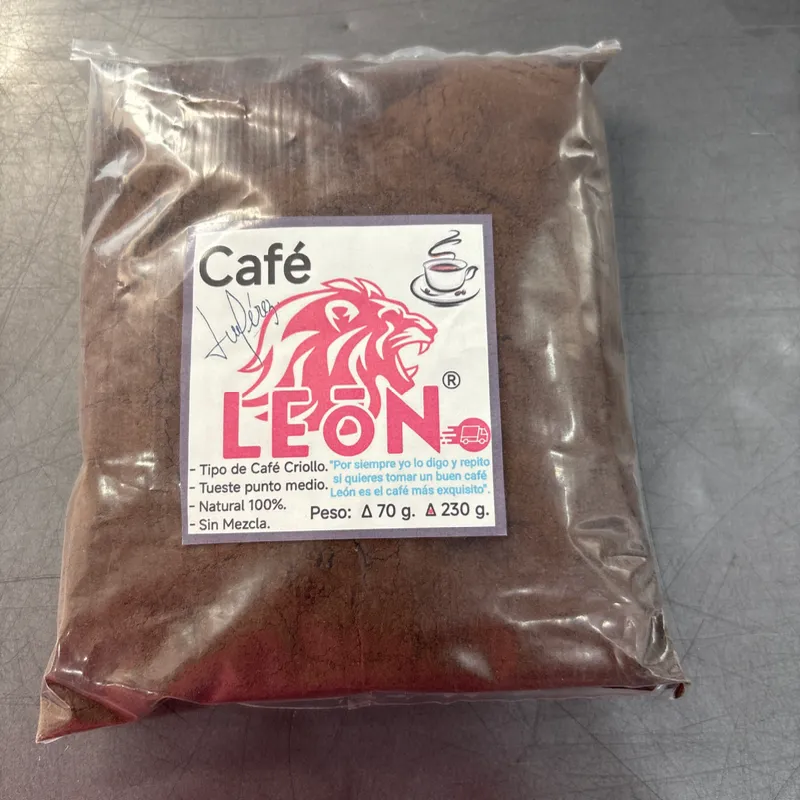 Café
LEŌN®
- Tipo de Café Criollo.
- Tueste punto medio.
- Natural 100%.
- Sin Mezcla.
"Por siempre yo lo digo y repito
si quieres tomar un buen café
León es el café más exquisito".
Peso: Δ 70 g. Δ 230 g.